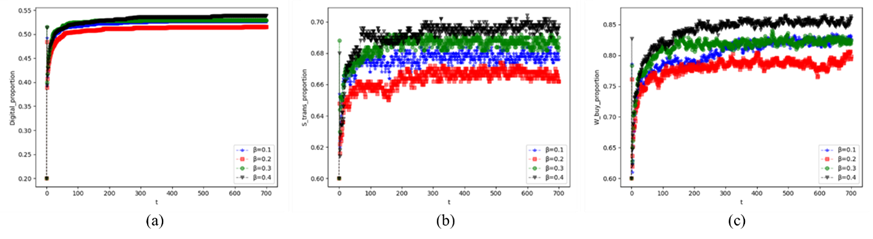 Digital_proportion
0.55
0.50
0.45
0.40
0.35
0.30
0.25
0.20
0 100 200 300 400 500 600 700
t
β=0.1
β=0.2
β=0.3
β=0.4
(a)
S_trans_proportion
0.70
0.68
0.66
0.64
0.62
0.60
0 100 200 300 400 500 600 700
t
β=0.1
β=0.2
β=0.3
β=0.4
(b)
W_buy_proportion
0.85
0.80
0.75
0.70
0.65
0.60
0 100 200 300 400 500 600 700
t
β=0.1
β=0.2
β=0.3
β=0.4
(c)